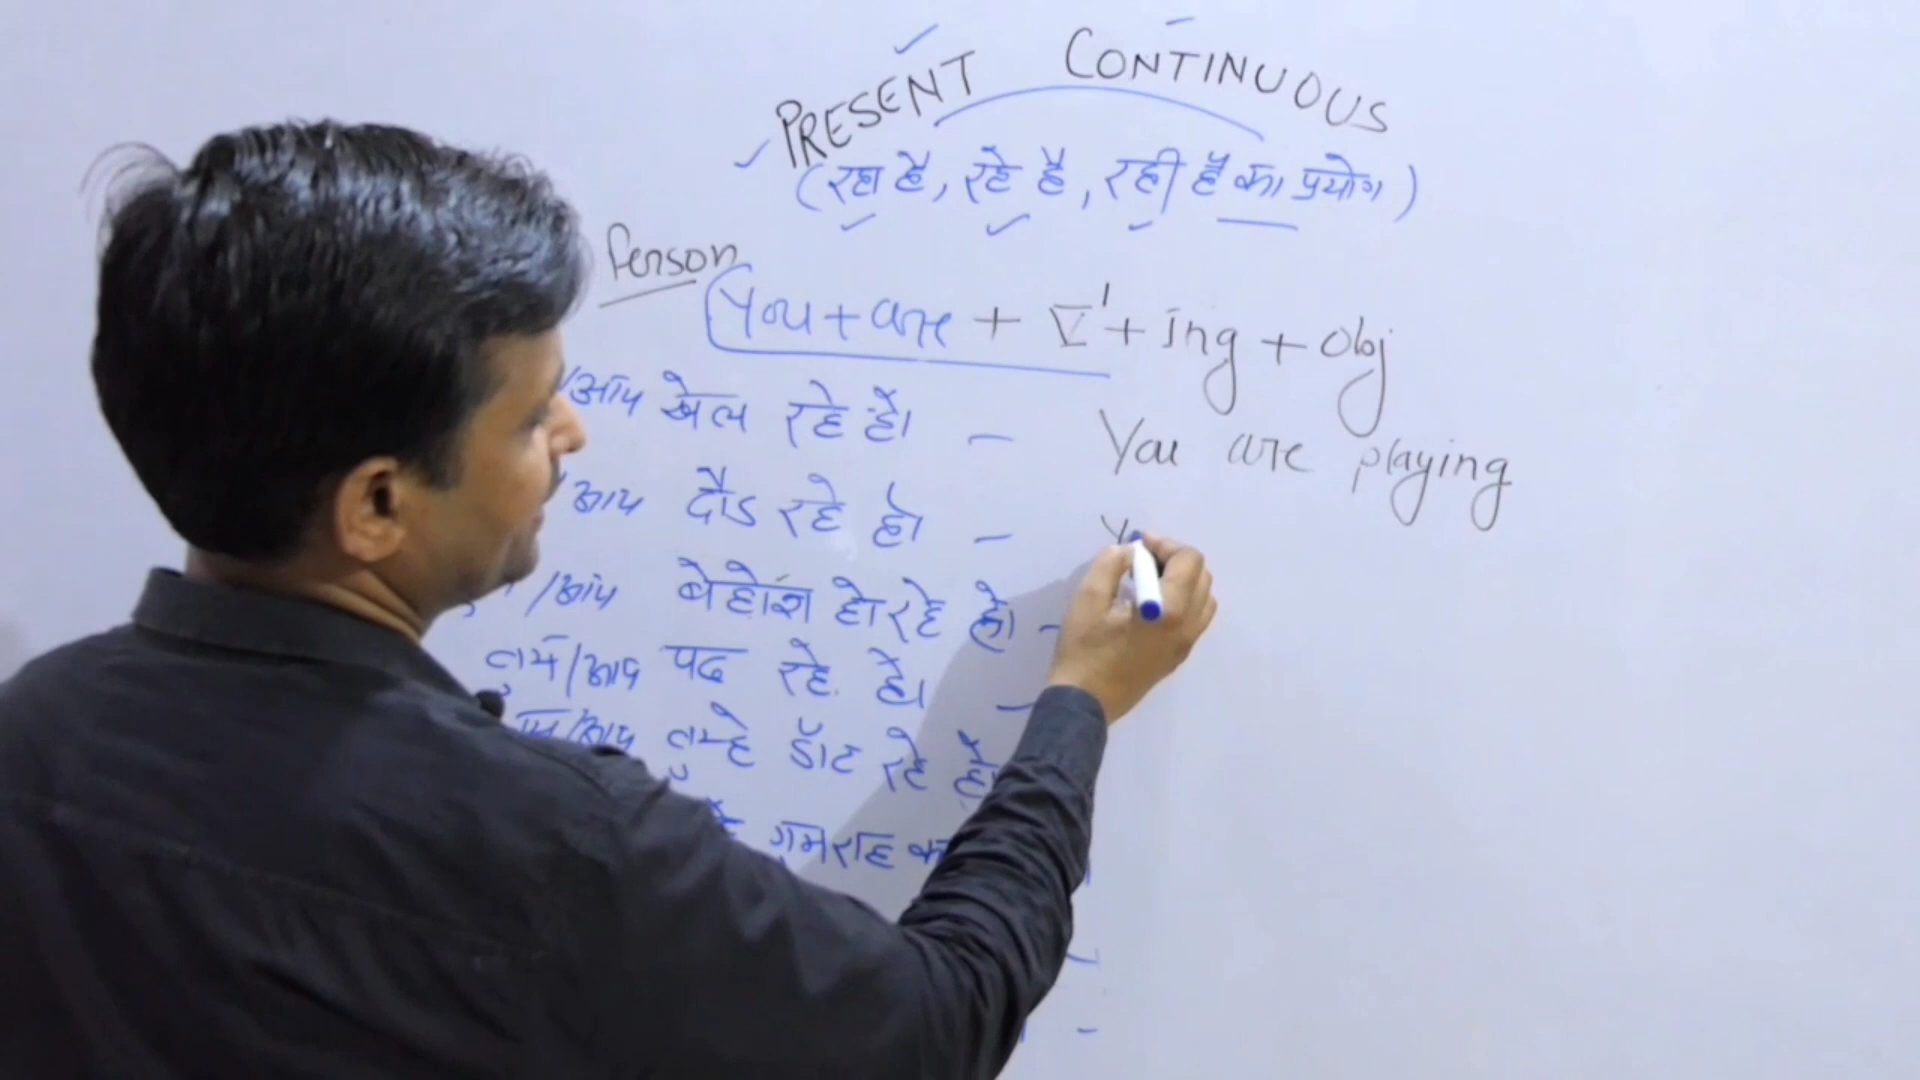 PRESENT CONTINUOUS
(रहा है, रहे है, रही है का प्रयोग)
Person
You + are + V¹ + ing + obj
/आप खेल रहे हो। – You are playing
/आप दौड रहे हो –
/आप बेहोश हो रहे हो –
तुम/आप पढ रहे हो। –
/आप तुम्हे डॉट रहे हो
गुमराह